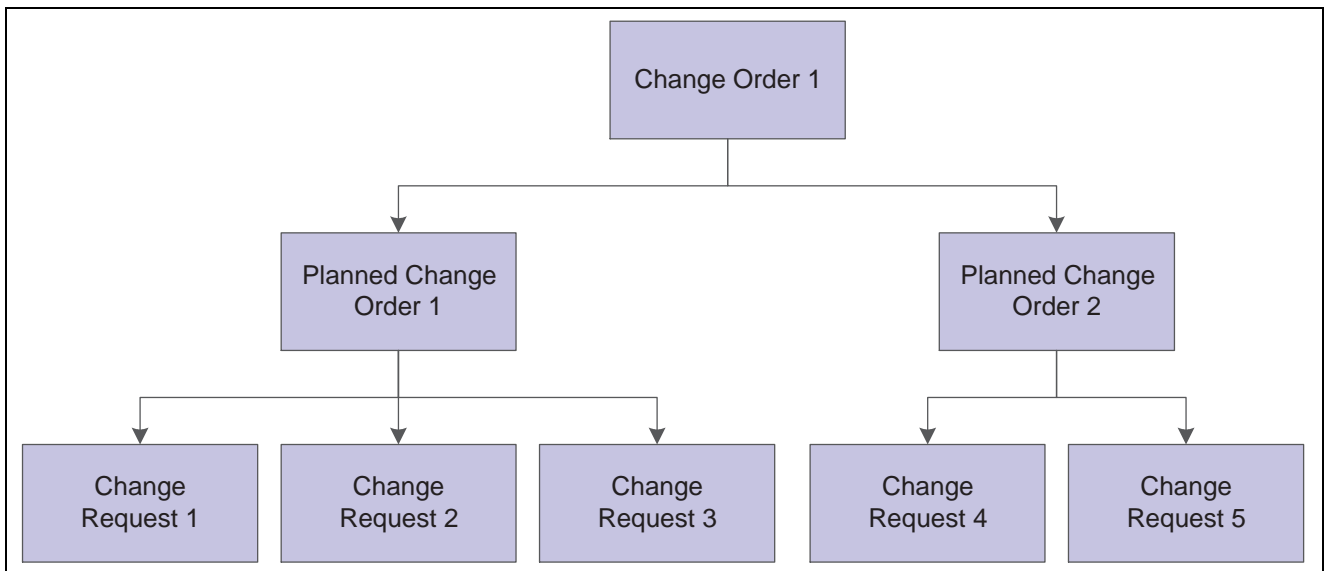 Change Order 1
Planned Change
Order 1
Planned Change
Order 2
Change
Request 1
Change
Request 2
Change
Request 3
Change
Request 4
Change
Request 5